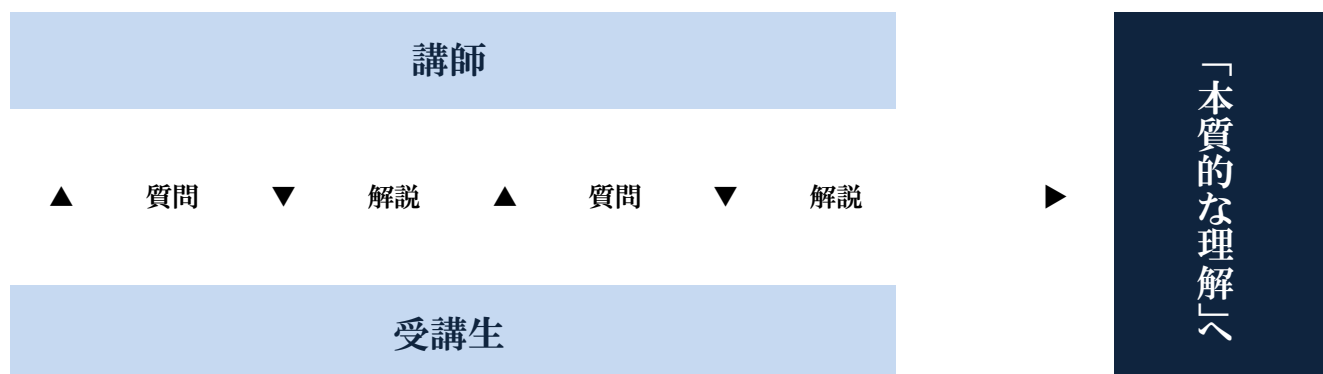 講師
▲ 質問 ▼ 解説 ▲ 質問 ▼ 解説 ▶
受講生
「本質的な理解」へ